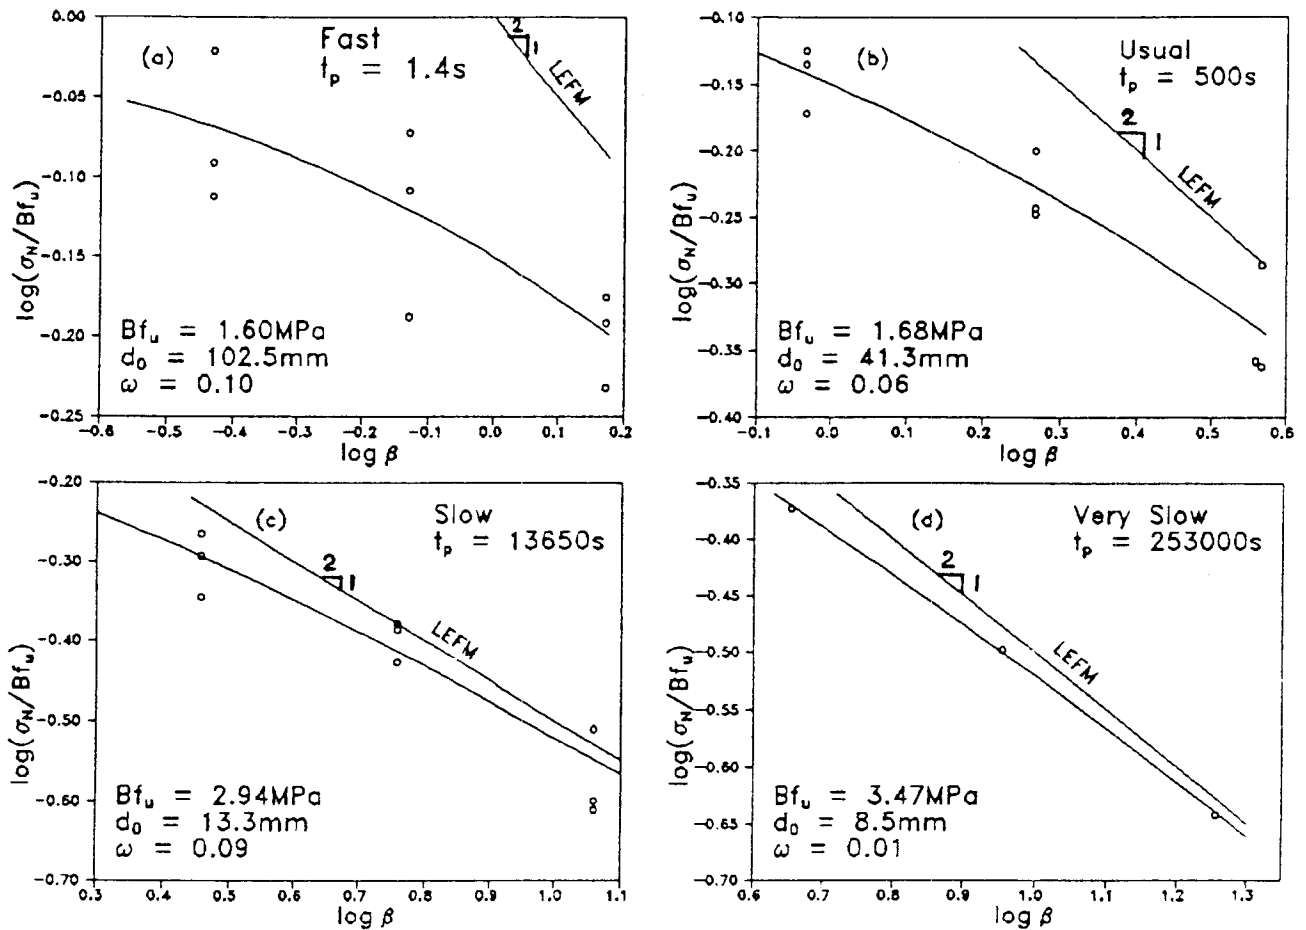 (a)
Fast
t_p = 1.4s
2
1
LEFM
Bf_u = 1.60MPa
d_0 = 102.5mm
ω = 0.10
log(σ_N/Bf_u)
0.00
-0.05
-0.10
-0.15
-0.20
-0.25
-0.6 -0.5 -0.4 -0.3 -0.2 -0.1 0.0 0.1 0.2
log β
(b)
Usual
t_p = 500s
2
1
LEFM
Bf_u = 1.68MPa
d_0 = 41.3mm
ω = 0.06
log(σ_N/Bf_u)
-0.10
-0.15
-0.20
-0.25
-0.30
-0.35
-0.40
-0.1 0.0 0.1 0.2 0.3 0.4 0.5 0.6
log β
(c)
Slow
t_p = 13650s
2
1
LEFM
Bf_u = 2.94MPa
d_0 = 13.3mm
ω = 0.09
log(σ_N/Bf_u)
-0.20
-0.30
-0.40
-0.50
-0.60
-0.70
0.3 0.4 0.5 0.6 0.7 0.8 0.9 1.0 1.1
log β
(d)
Very Slow
t_p = 253000s
2
1
LEFM
Bf_u = 3.47MPa
d_0 = 8.5mm
ω = 0.01
log(σ_N/Bf_u)
-0.35
-0.40
-0.45
-0.50
-0.55
-0.60
-0.65
-0.70
0.6 0.7 0.8 0.9 1.0 1.1 1.2 1.3
log β